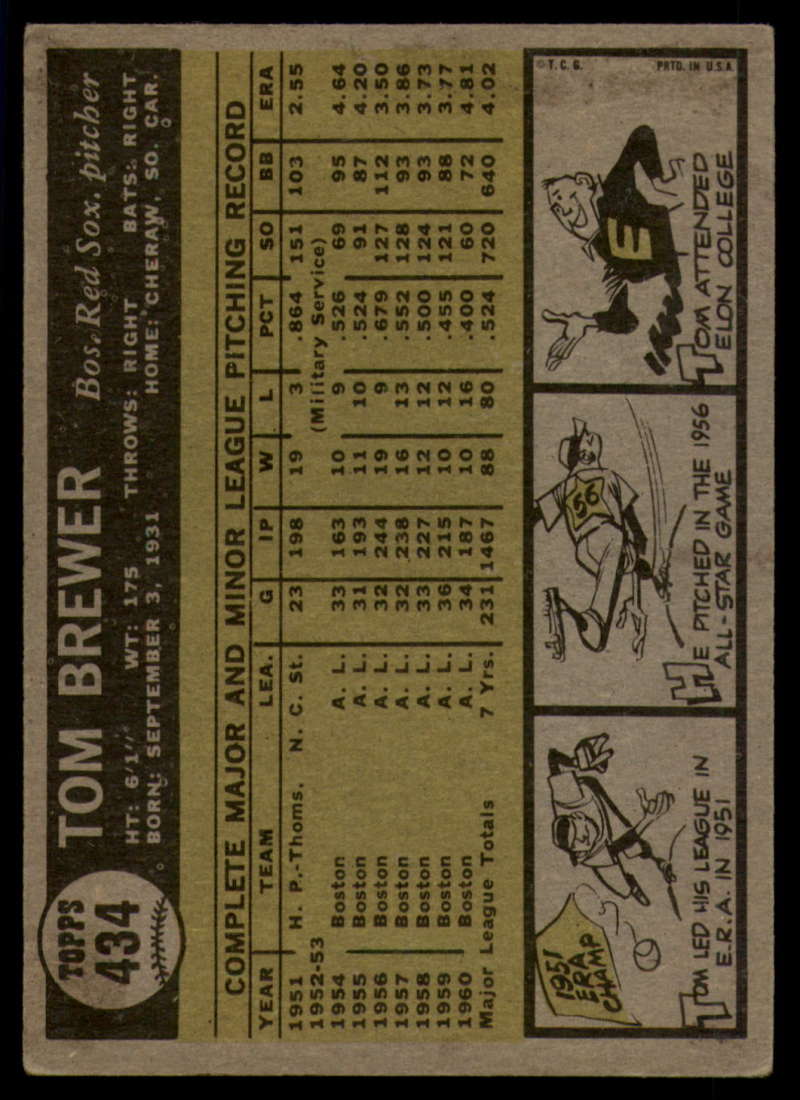 TOPPS
434
TOM BREWER Bos. Red Sox. pitcher
HT: 6'1" WT: 175 THROWS: RIGHT BATS: RIGHT
BORN: SEPTEMBER 3, 1931 HOME: CHERAW, SO. CAR.
COMPLETE MAJOR AND MINOR LEAGUE PITCHING RECORD
YEAR TEAM LEA. G IP W L PCT SO BB ERA
1951 H. P.-Thoms. N. C. St. 23 198 19 3 .864 151 103 2.55
1952-53 (Military Service)
1954 Boston A. L. 33 163 10 9 .526 69 95 4.64
1955 Boston A. L. 31 193 11 10 .524 91 87 4.20
1956 Boston A. L. 32 244 19 9 .679 127 112 3.50
1957 Boston A. L. 32 238 16 13 .552 128 93 3.86
1958 Boston A. L. 33 227 12 12 .500 124 93 3.73
1959 Boston A. L. 36 215 10 12 .455 121 88 3.77
1960 Boston A. L. 34 187 10 16 .400 60 72 4.81
Major League Totals 7 Yrs. 231 1467 88 80 .524 720 640 4.02
1951
ERA
CHAMP
TOM LED HIS LEAGUE IN
E.R.A. IN 1951
56
HE PITCHED IN THE 1956
ALL-STAR GAME
©T. C. G. PRTD. IN U.S.A.
E
TOM ATTENDED
ELON COLLEGE